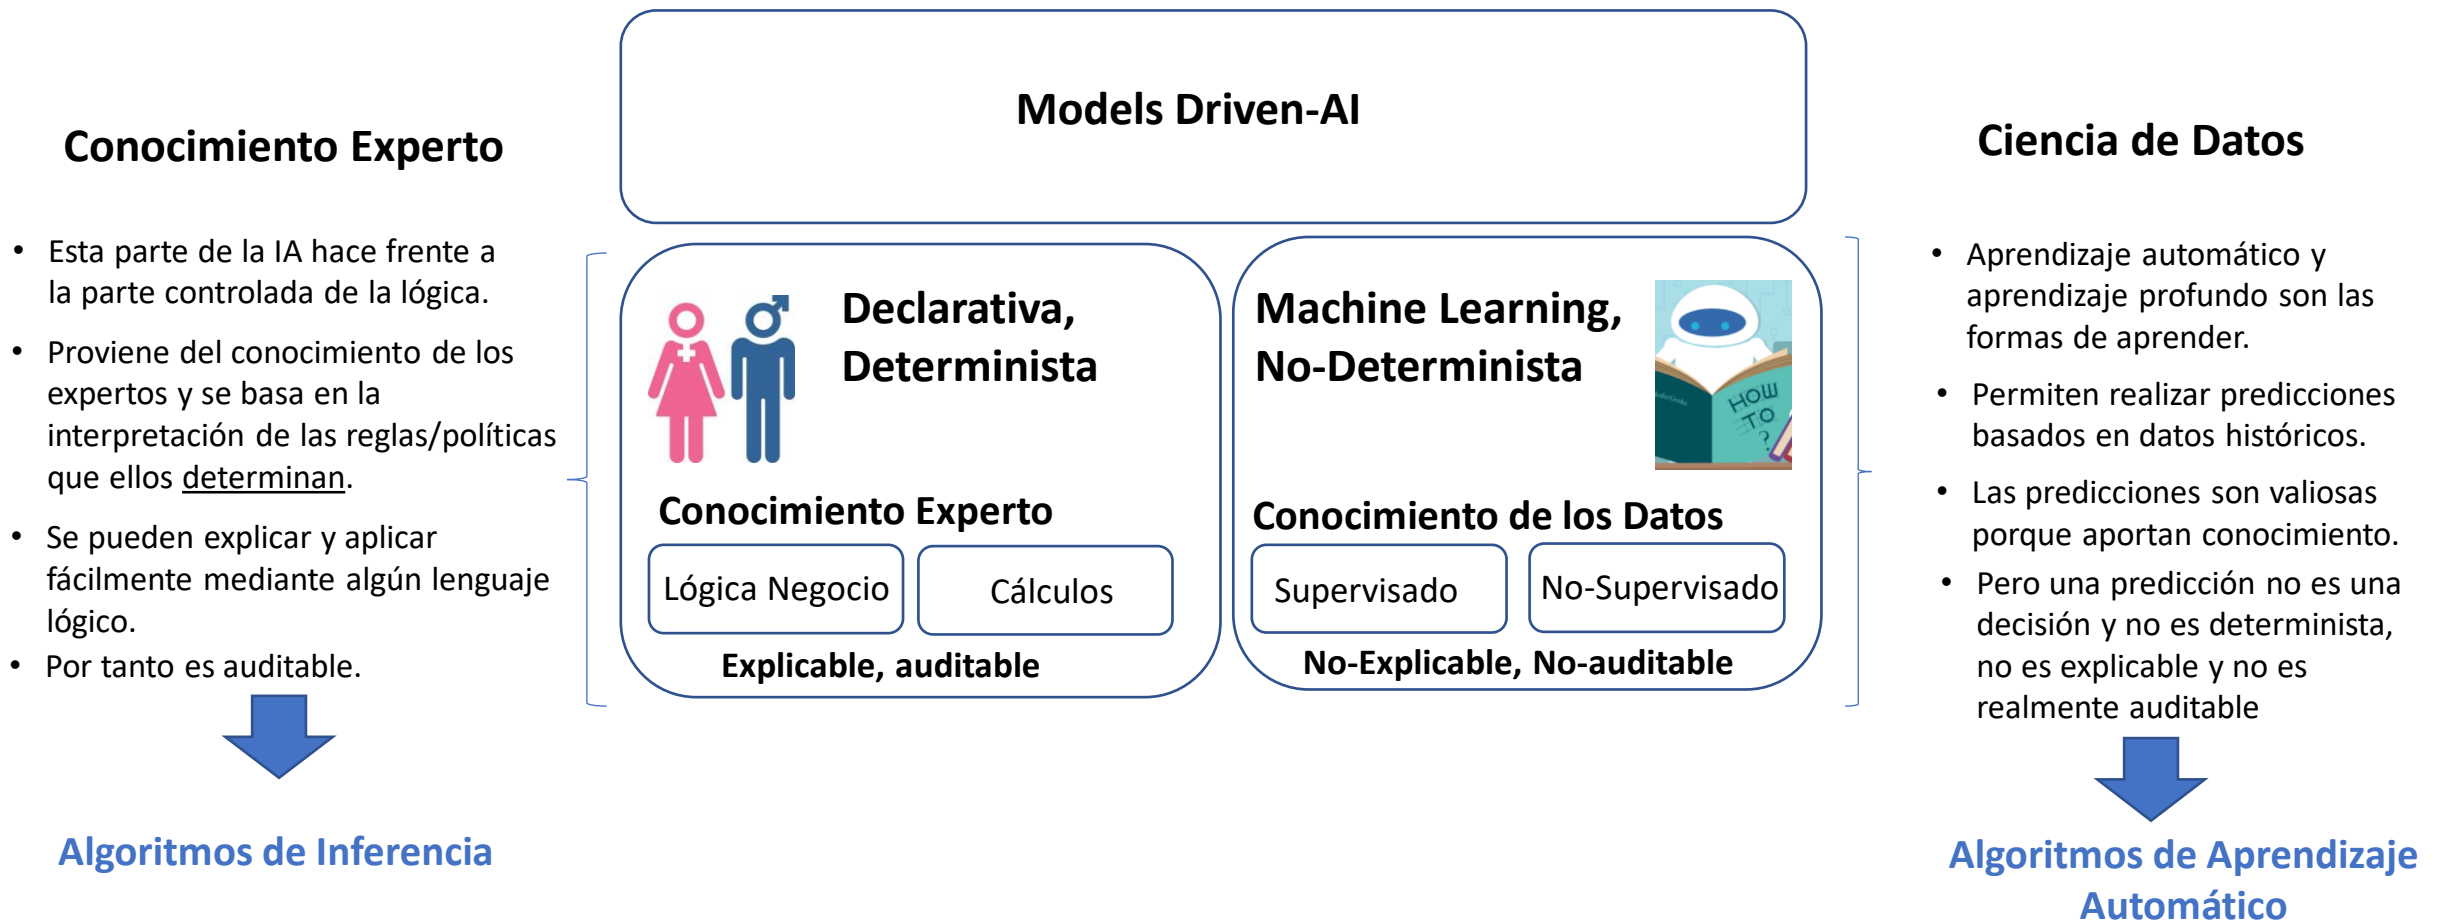 Models Driven-AI
Conocimiento Experto
• Esta parte de la IA hace frente a
la parte controlada de la lógica.
• Proviene del conocimiento de los
expertos y se basa en la
interpretación de las reglas/políticas
que ellos determinan.
• Se pueden explicar y aplicar
fácilmente mediante algún lenguaje
lógico.
• Por tanto es auditable.
Algoritmos de Inferencia
Declarativa,
Determinista
Conocimiento Experto
Lógica Negocio
Cálculos
Explicable, auditable
Machine Learning,
No-Determinista
HOW
TO
?
Conocimiento de los Datos
Supervisado
No-Supervisado
No-Explicable, No-auditable
Ciencia de Datos
• Aprendizaje automático y
aprendizaje profundo son las
formas de aprender.
• Permiten realizar predicciones
basados en datos históricos.
• Las predicciones son valiosas
porque aportan conocimiento.
• Pero una predicción no es una
decisión y no es determinista,
no es explicable y no es
realmente auditable
Algoritmos de Aprendizaje
Automático